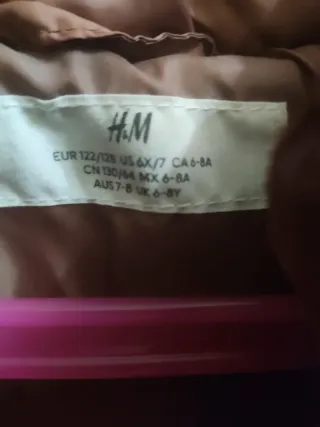 H&M
EUR 122/128 US 6X/7 CA 6-8A
CN 130/64 MX 6-8A
AUS 7-8 UK 6-8Y